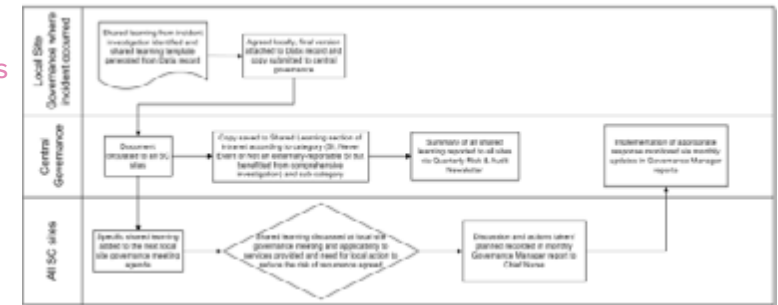 S
Local Site
Governance where
incident occurred
Shared learning from incident
investigation identified and
shared learning template
generated from Datix record
Agreed locally, final version
attached to Datix record and
copy submitted to central
governance
Central
Governance
Document
circulated to all SC
sites
Copy saved to Shared Learning section of
Intranet according to category (SI, Never
Event or Not an externally-reportable SI but
benefitted from comprehensive
investigation) and sub-category
Summary of all shared
learning reported to all sites
via Quarterly Risk & Audit
Newsletter
Implementation of appropriate
response monitored via monthly
updates in Governance Manager
reports
All SC sites
Specific shared learning
added to the next local
site governance meeting
agenda
Shared learning discussed at local site
governance meeting and applicability to
services provided and need for local action to
reduce the risk of recurrence agreed
Discussion and actions taken/
planned recorded in monthly
Governance Manager report to
Chief Nurse